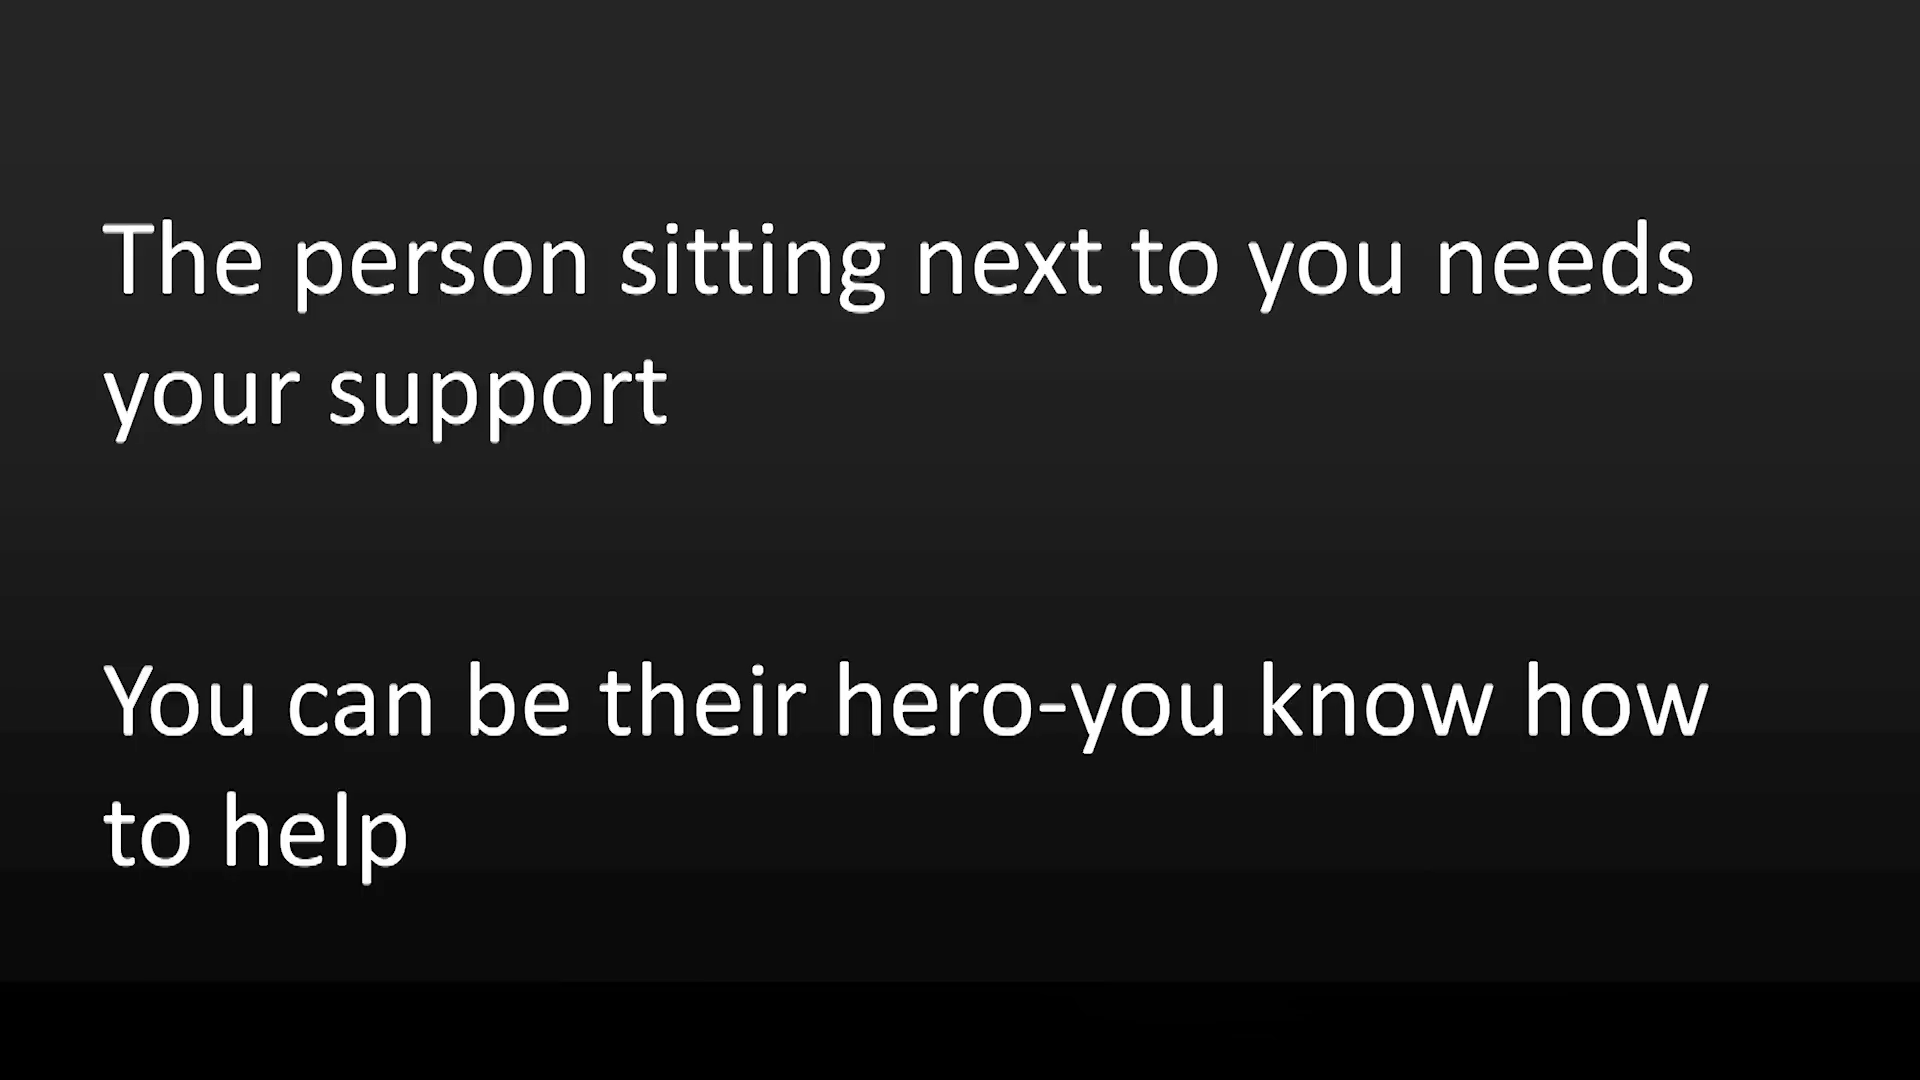 The person sitting next to you needs
your support
You can be their hero-you know how
to help